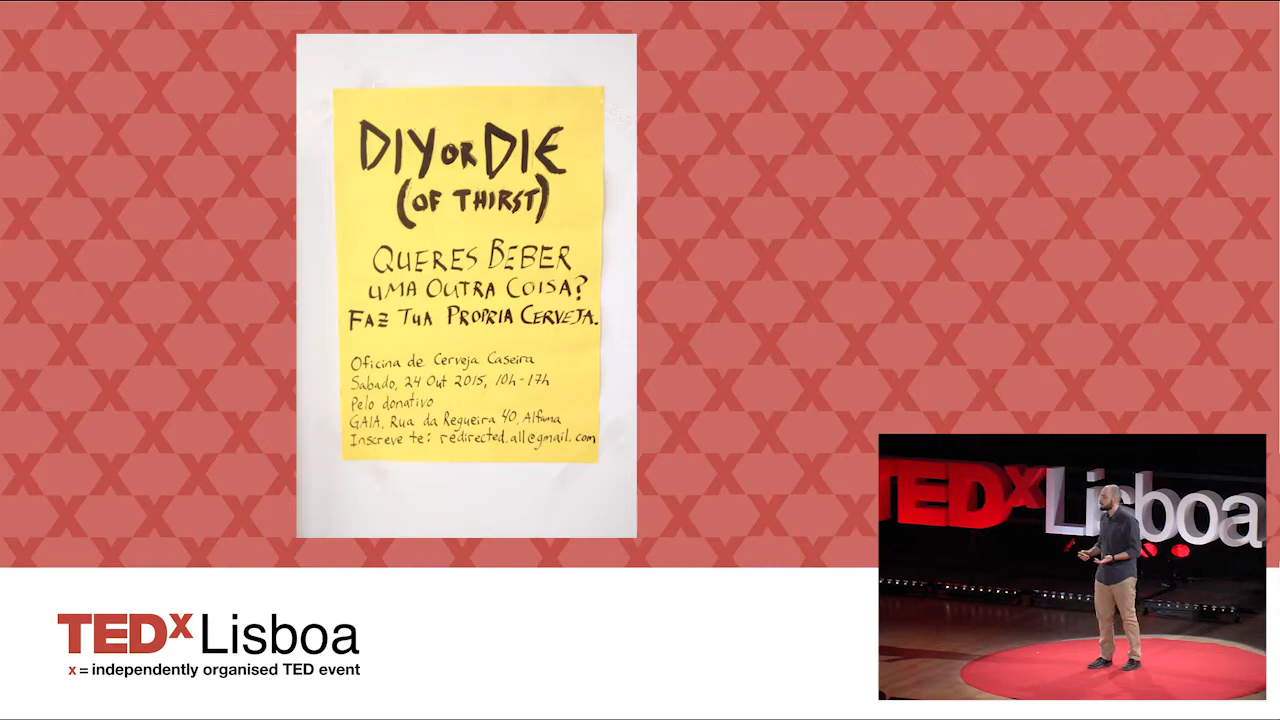 DIY OR DIE
(OF THIRST)
QUERES BEBER
UMA OUTRA COISA?
FAZ TUA PROPRIA CERVEJA.
Oficina de Cerveja Caseira
Sabado, 24 Out 2015, 10h-17h
Pelo donativo
GAIA, Rua da Regueira 40, Alfama
Inscreve te: redirected.all@gmail.com
TEDx Lisboa
TEDx Lisboa
x = independently organised TED event